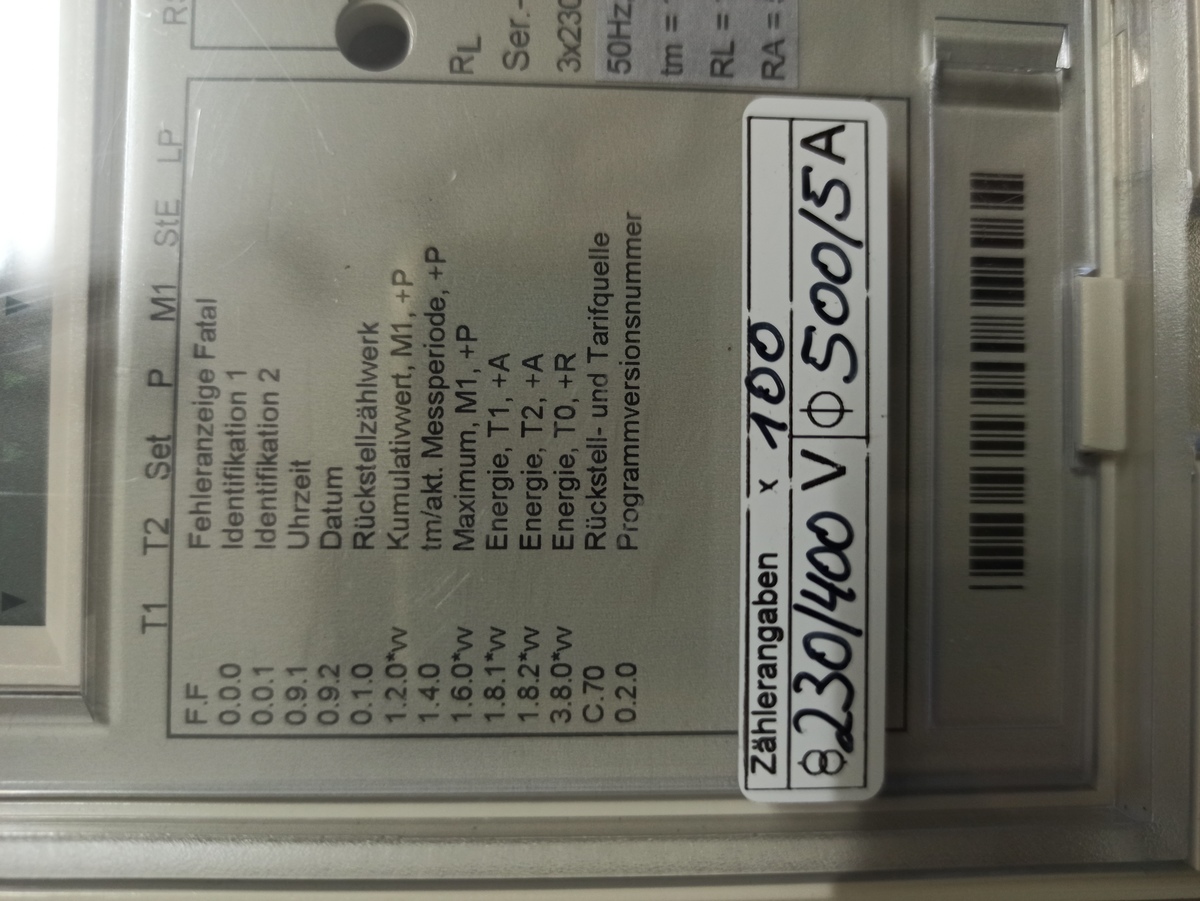 T1 T2 Set P M1 StE LP
F.F Fehleranzeige Fatal
0.0.0 Identifikation 1
0.0.1 Identifikation 2
0.9.1 Uhrzeit
0.9.2 Datum
0.1.0 Rückstellzählwerk
1.2.0*vv Kumulativwert, M1, +P
1.4.0 tm/akt. Messperiode, +P
1.6.0*vv Maximum, M1, +P
1.8.1*vv Energie, T1, +A
1.8.2*vv Energie, T2, +A
3.8.0*vv Energie, T0, +R
C.70 Rückstell- und Tarifquelle
0.2.0 Programmversionsnummer
RL
Ser.-
3x230
50Hz,
tm =
RL =
RA =
Zählerangaben x 100
230/400 V 500/5A